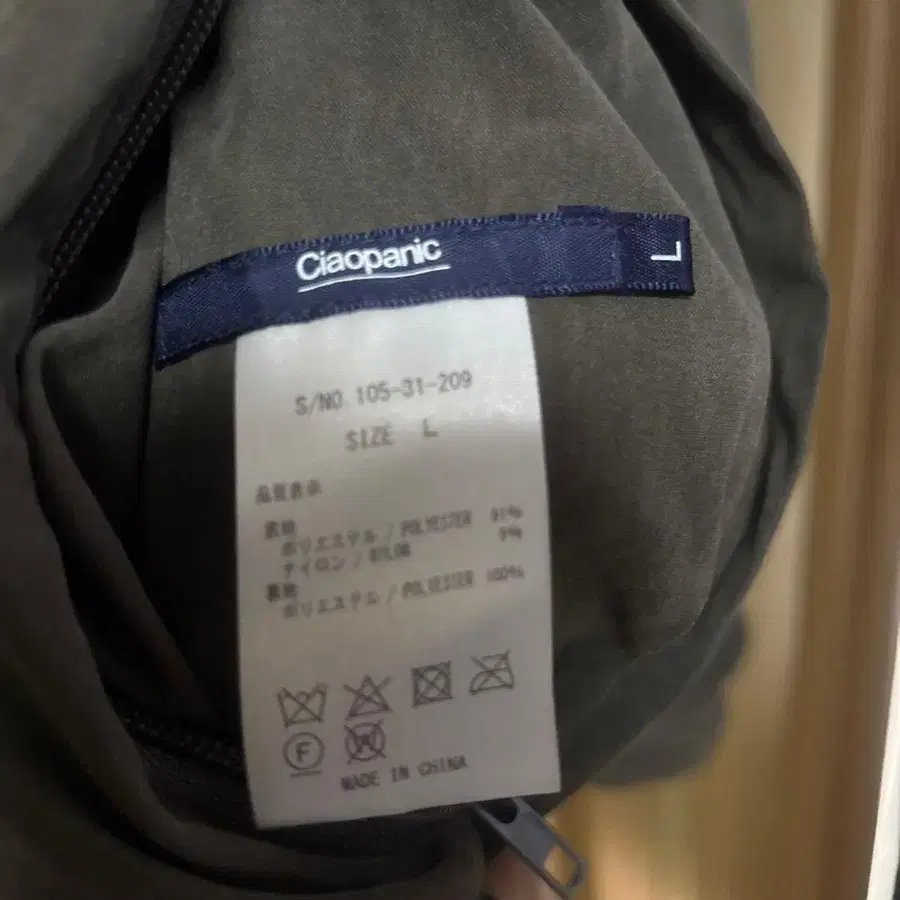 Ciaopanic
L
S/NO 105-31-209
SIZE L
品質表示
表地
ポリエステル / POLYESTER 91%
ナイロン / NYLON 9%
裏地
ポリエステル / POLYESTER 100%
F
W
MADE IN CHINA